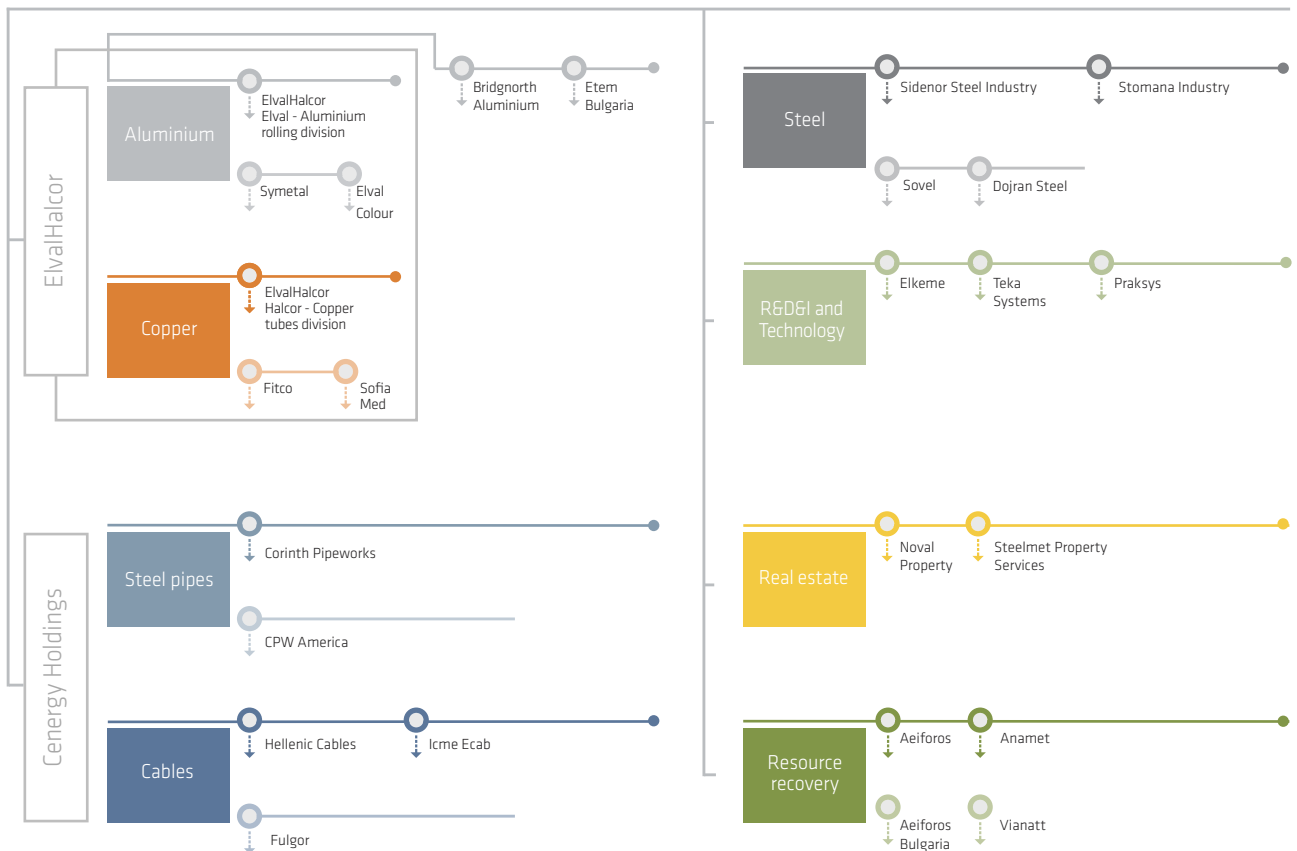 ElvalHalcor
Aluminium
ElvalHalcor
Elval - Aluminium
rolling division
Symetal
Elval
Colour
Bridgnorth
Aluminium
Etem
Bulgaria
Copper
ElvalHalcor
Halcor - Copper
tubes division
Fitco
Sofia
Med
Cenergy Holdings
Steel pipes
Corinth Pipeworks
CPW America
Cables
Hellenic Cables
Icme Ecab
Fulgor
Steel
Sidenor Steel Industry
Stomana Industry
Sovel
Dojran Steel
R&D&I and
Technology
Elkeme
Teka
Systems
Praksys
Real estate
Noval
Property
Steelmet Property
Services
Resource
recovery
Aeiforos
Anamet
Aeiforos
Bulgaria
Vianatt